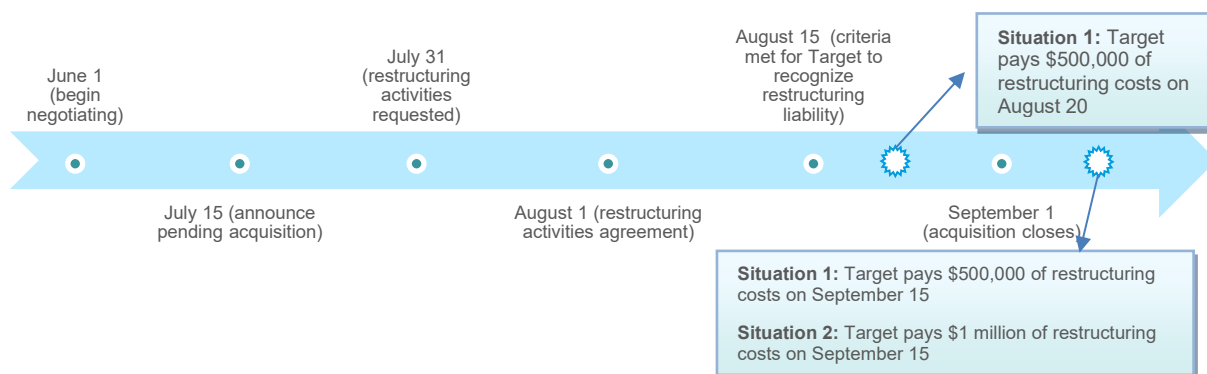 June 1
(begin
negotiating)
July 31
(restructuring
activities
requested)
August 15  (criteria
met for Target to
recognize
restructuring
liability)
Situation 1: Target
pays $500,000 of
restructuring costs on
August 20
July 15 (announce
pending acquisition)
August 1 (restructuring
activities agreement)
September 1
(acquisition closes)
Situation 1: Target pays $500,000 of restructuring
costs on September 15
Situation 2: Target pays $1 million of restructuring
costs on September 15